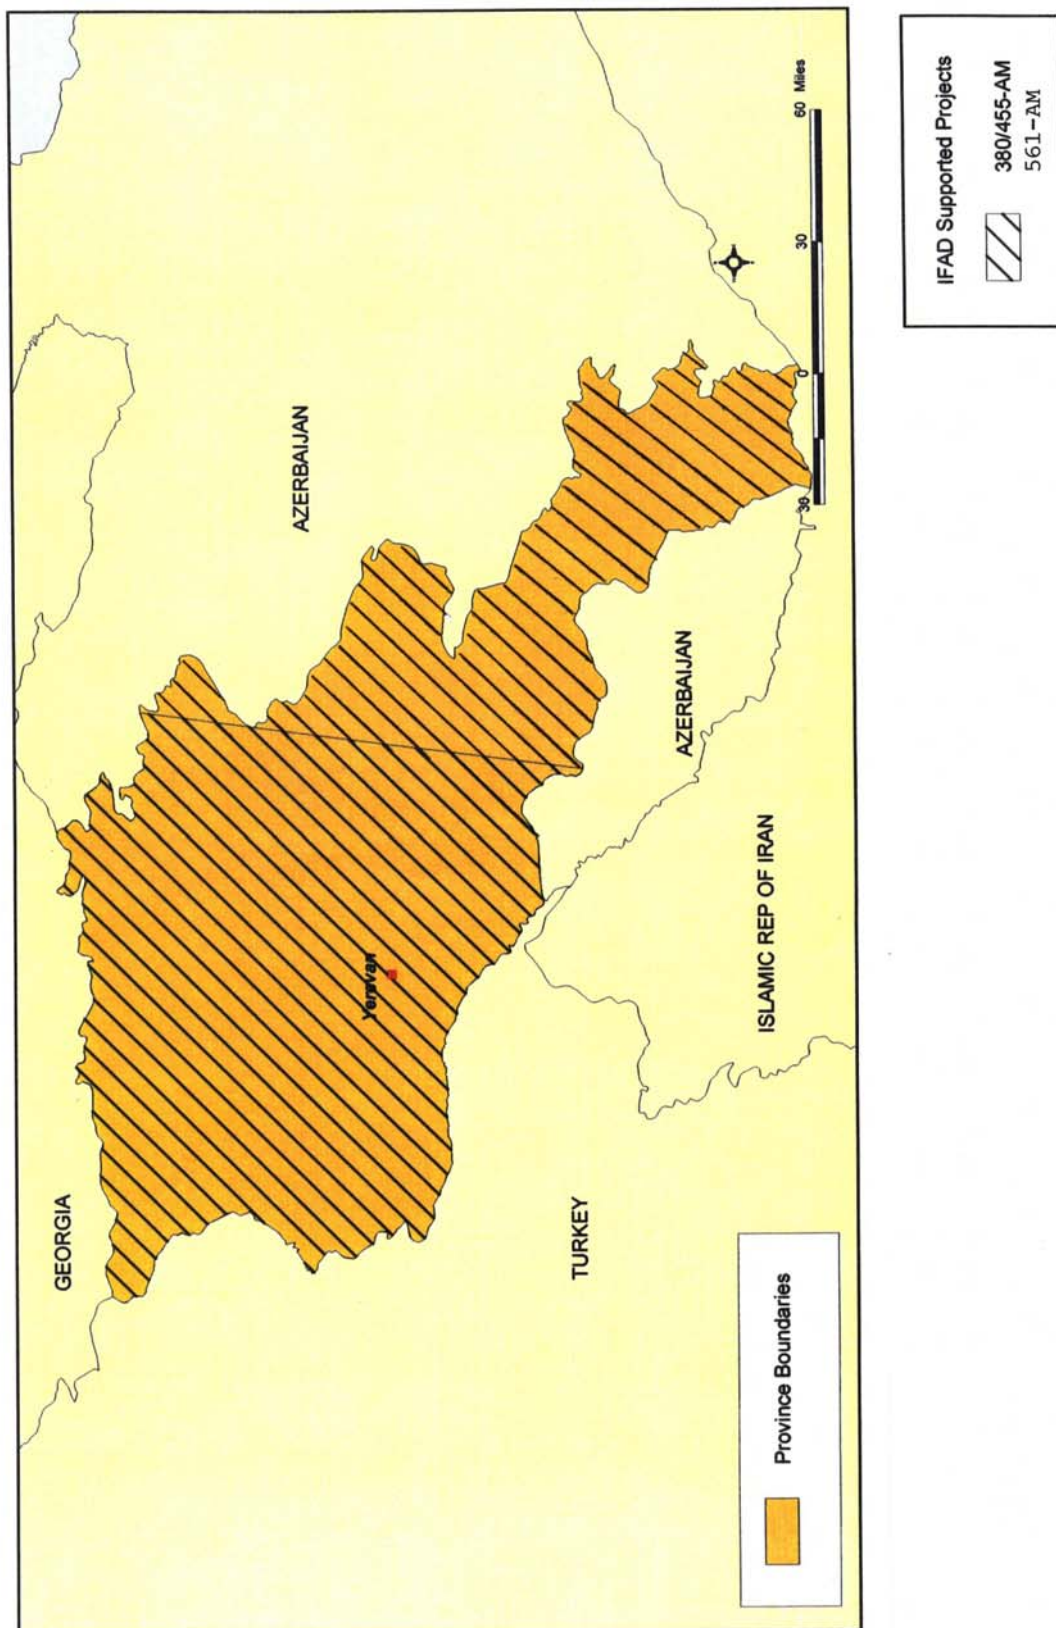 GEORGIA
AZERBAIJAN
Yerevan
TURKEY
AZERBAIJAN
ISLAMIC REP OF IRAN
30 0 30 60 Miles
Province Boundaries
IFAD Supported Projects
380/455-AM
561-AM